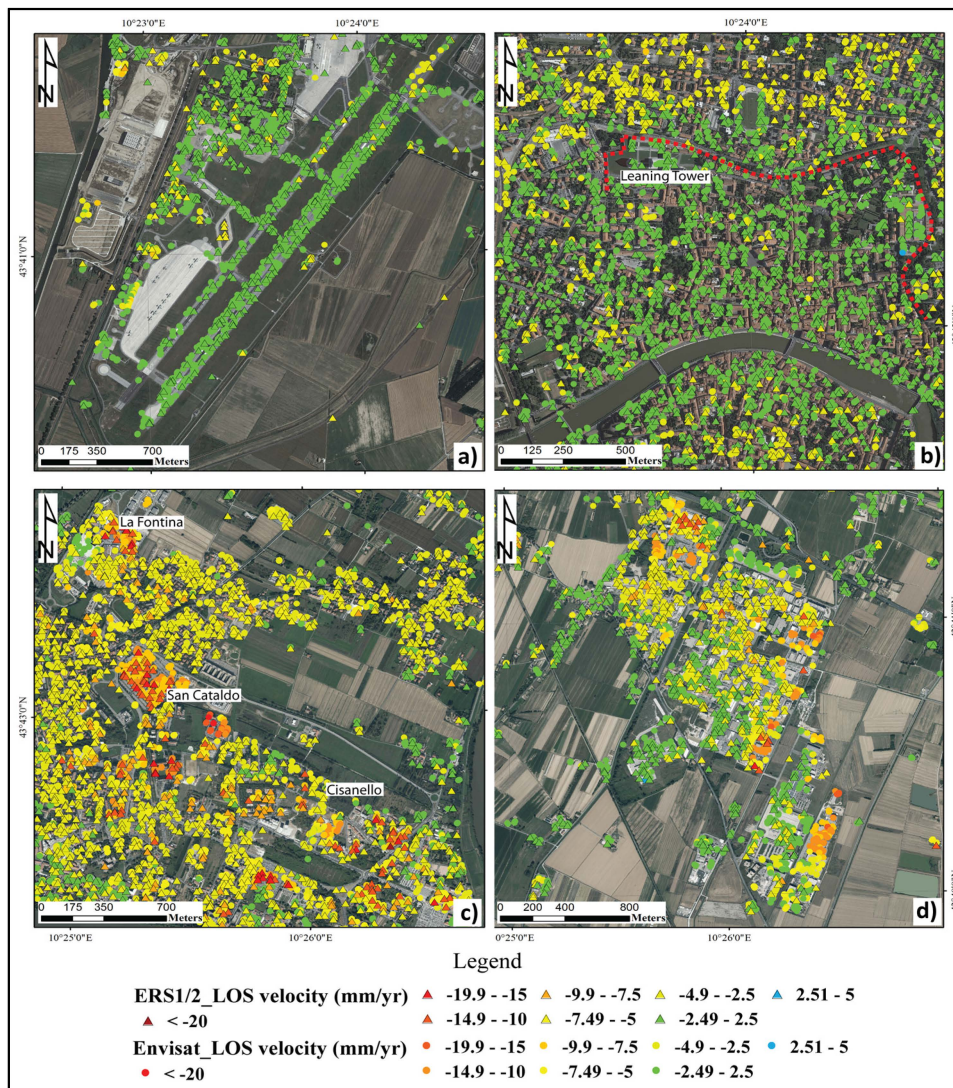 10°23'0"E 10°24'0"E
10°24'0"E
N
N
43°41'0"N
Leaning Tower
0 175 350 700
Meters
a)
0 125 250 500
Meters
b)
N
N
La Fontina
San Cataldo
43°43'0"N
Cisanello
0 175 350 700
Meters
c)
0 200 400 800
Meters
d)
10°25'0"E 10°26'0"E
0°25'0"E 10°26'0"E
Legend
ERS1/2_LOS velocity (mm/yr)
-19.9 - -15 -9.9 - -7.5 -4.9 - -2.5 2.51 - 5
< -20 -14.9 - -10 -7.49 - -5 -2.49 - 2.5
Envisat_LOS velocity (mm/yr)
-19.9 - -15 -9.9 - -7.5 -4.9 - -2.5 2.51 - 5
< -20 -14.9 - -10 -7.49 - -5 -2.49 - 2.5